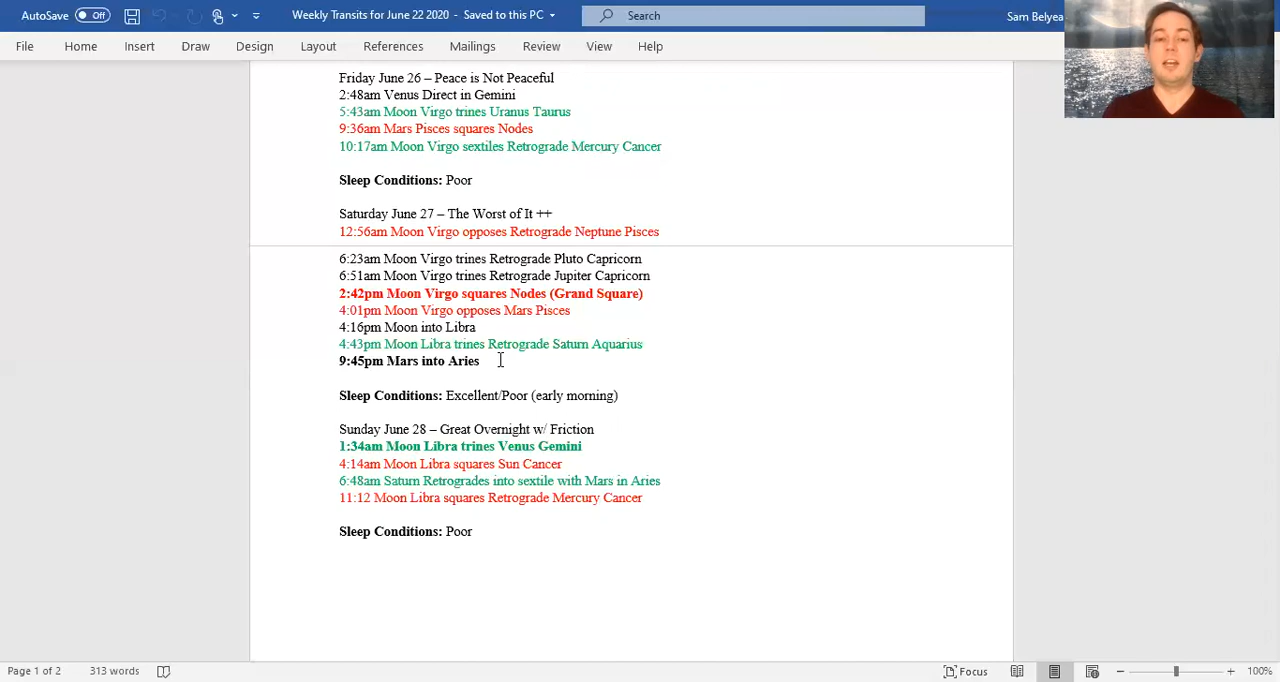 AutoSave Off Weekly Transits for June 22 2020 - Saved to this PC Search Sam Belyea
File Home Insert Draw Design Layout References Mailings Review View Help
Friday June 26 – Peace is Not Peaceful
2:48am Venus Direct in Gemini
5:43am Moon Virgo trines Uranus Taurus
9:36am Mars Pisces squares Nodes
10:17am Moon Virgo sextiles Retrograde Mercury Cancer
Sleep Conditions: Poor
Saturday June 27 – The Worst of It ++
12:56am Moon Virgo opposes Retrograde Neptune Pisces
6:23am Moon Virgo trines Retrograde Pluto Capricorn
6:51am Moon Virgo trines Retrograde Jupiter Capricorn
2:42pm Moon Virgo squares Nodes (Grand Square)
4:01pm Moon Virgo opposes Mars Pisces
4:16pm Moon into Libra
4:43pm Moon Libra trines Retrograde Saturn Aquarius
9:45pm Mars into Aries
Sleep Conditions: Excellent/Poor (early morning)
Sunday June 28 – Great Overnight w/ Friction
1:34am Moon Libra trines Venus Gemini
4:14am Moon Libra squares Sun Cancer
6:48am Saturn Retrogrades into sextile with Mars in Aries
11:12 Moon Libra squares Retrograde Mercury Cancer
Sleep Conditions: Poor
Page 1 of 2 313 words Focus 100%